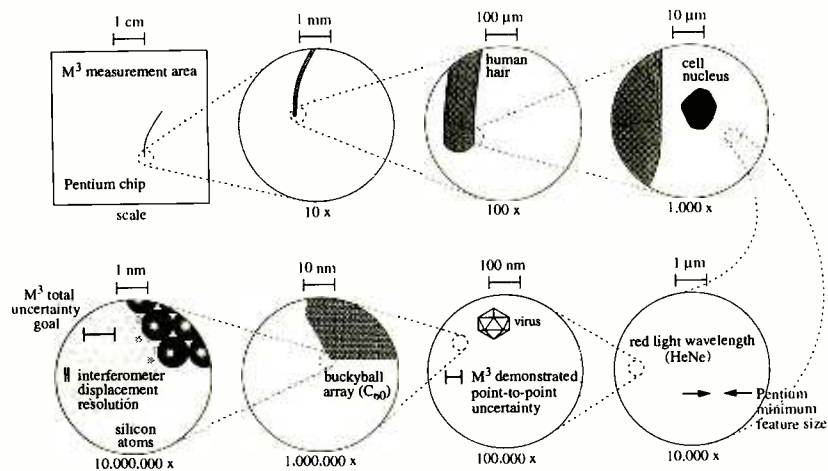 1 cm
M³ measurement area
Pentium chip
scale
1 mm
10 x
100 μm
human
hair
100 x
10 μm
cell
nucleus
1,000 x
1 nm
M³ total
uncertainty
goal
interferometer
displacement
resolution
silicon
atoms
10,000,000 x
10 nm
buckyball
array (C60)
1,000,000 x
100 nm
virus
M³ demonstrated
point-to-point
uncertainty
100,000 x
1 μm
red light wavelength
(HeNe)
Pentium
minimum
feature size
10,000 x